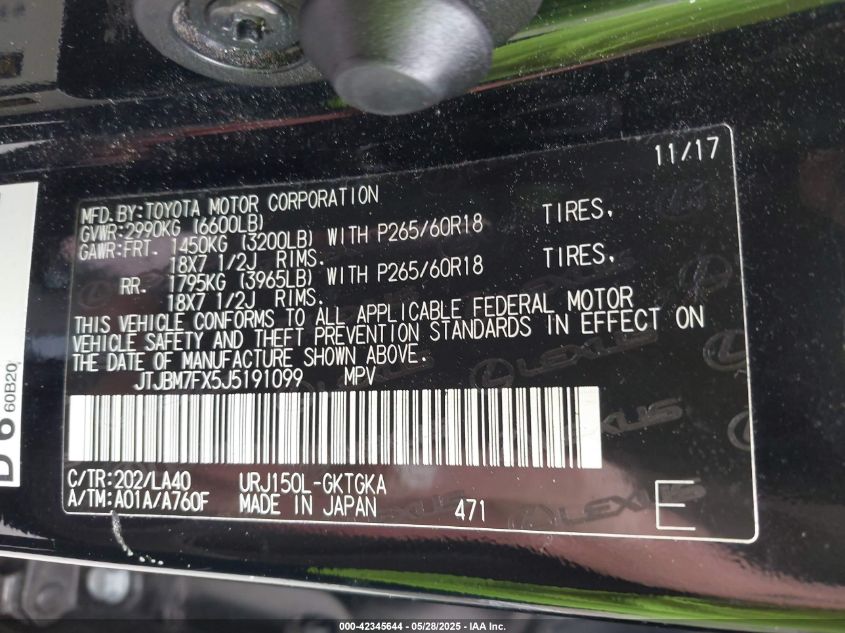 11/17
MFD.BY:TOYOTA MOTOR CORPORATION
GVWR:2990KG (6600LB)
GAWR:FRT. 1450KG (3200LB) WITH P265/60R18 TIRES,
18X7 1/2J RIMS.
RR. 1795KG (3965LB) WITH P265/60R18 TIRES,
18X7 1/2J RIMS.
THIS VEHICLE CONFORMS TO ALL APPLICABLE FEDERAL MOTOR
VEHICLE SAFETY AND THEFT PREVENTION STANDARDS IN EFFECT ON
THE DATE OF MANUFACTURE SHOWN ABOVE.
JTJBM7FX5J5191099 MPV
C/TR:202/LA40 URJ150L-GKTGKA
A/TM:A01A/A760F MADE IN JAPAN 471 E
60B20
LEXUS
LEXUS
LEXUS
000-42345644 / 05/28/2025 - IAA Inc.